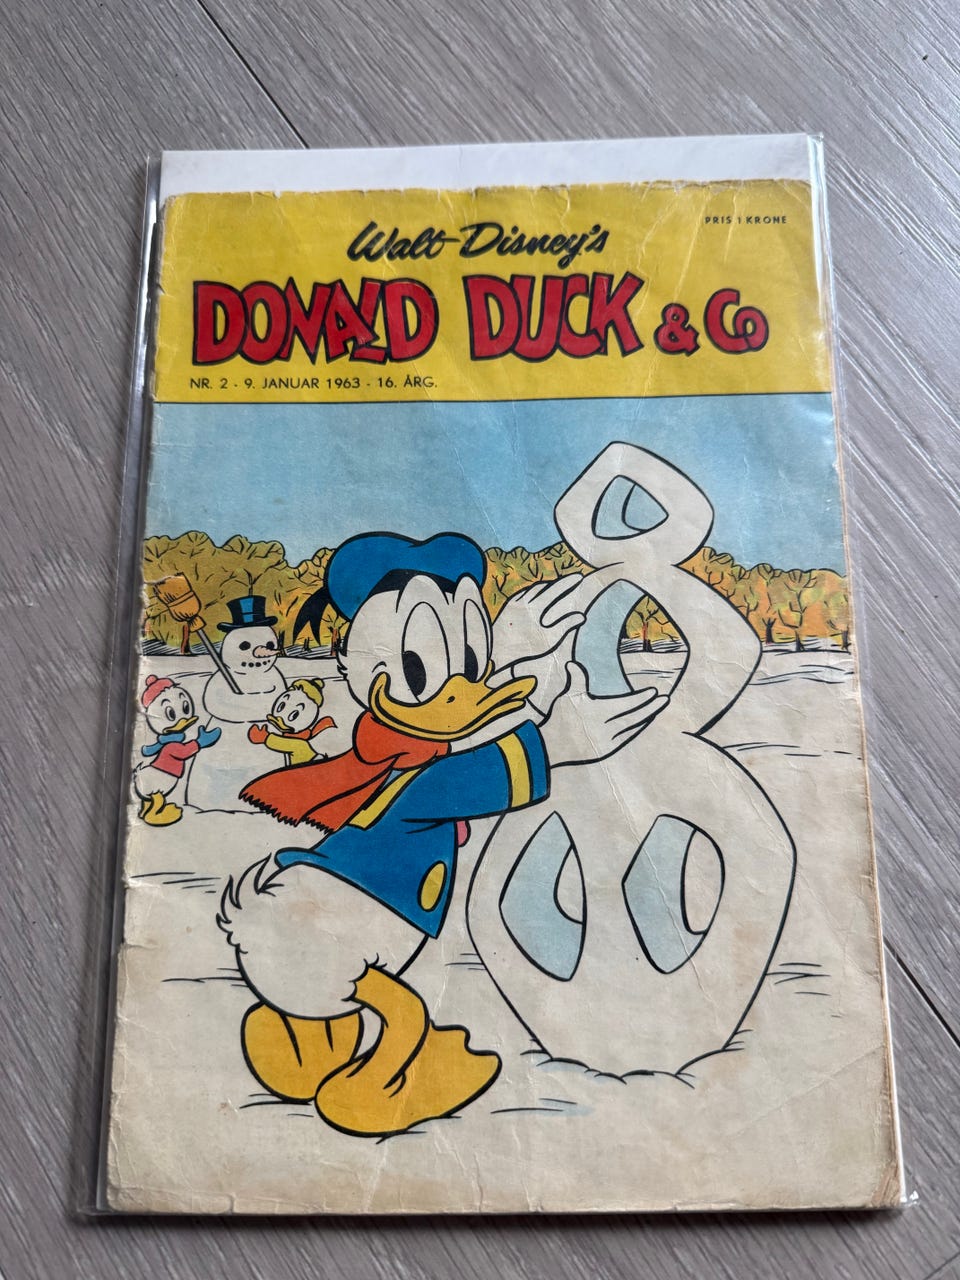 Walt Disney's
PRIS 1 KRONE
DONALD DUCK & Co
NR. 2 - 9. JANUAR 1963 - 16. ÅRG.